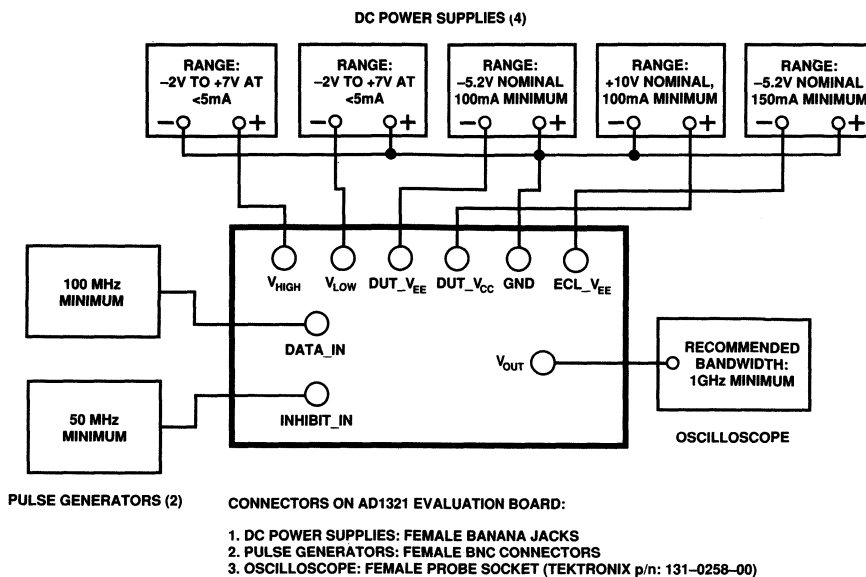 DC POWER SUPPLIES (4)
RANGE:
–2V TO +7V AT
<5mA
– +
RANGE:
–2V TO +7V AT
<5mA
– +
RANGE:
–5.2V NOMINAL
100mA MINIMUM
– +
RANGE:
+10V NOMINAL,
100mA MINIMUM
– +
RANGE:
–5.2V NOMINAL
150mA MINIMUM
– +
V_HIGH V_LOW DUT_V_EE DUT_V_CC GND ECL_V_EE
100 MHz
MINIMUM
DATA_IN
50 MHz
MINIMUM
INHIBIT_IN
V_OUT
RECOMMENDED
BANDWIDTH:
1GHz MINIMUM
OSCILLOSCOPE
PULSE GENERATORS (2)
CONNECTORS ON AD1321 EVALUATION BOARD:
1. DC POWER SUPPLIES: FEMALE BANANA JACKS
2. PULSE GENERATORS: FEMALE BNC CONNECTORS
3. OSCILLOSCOPE: FEMALE PROBE SOCKET (TEKTRONIX p/n: 131–0258–00)